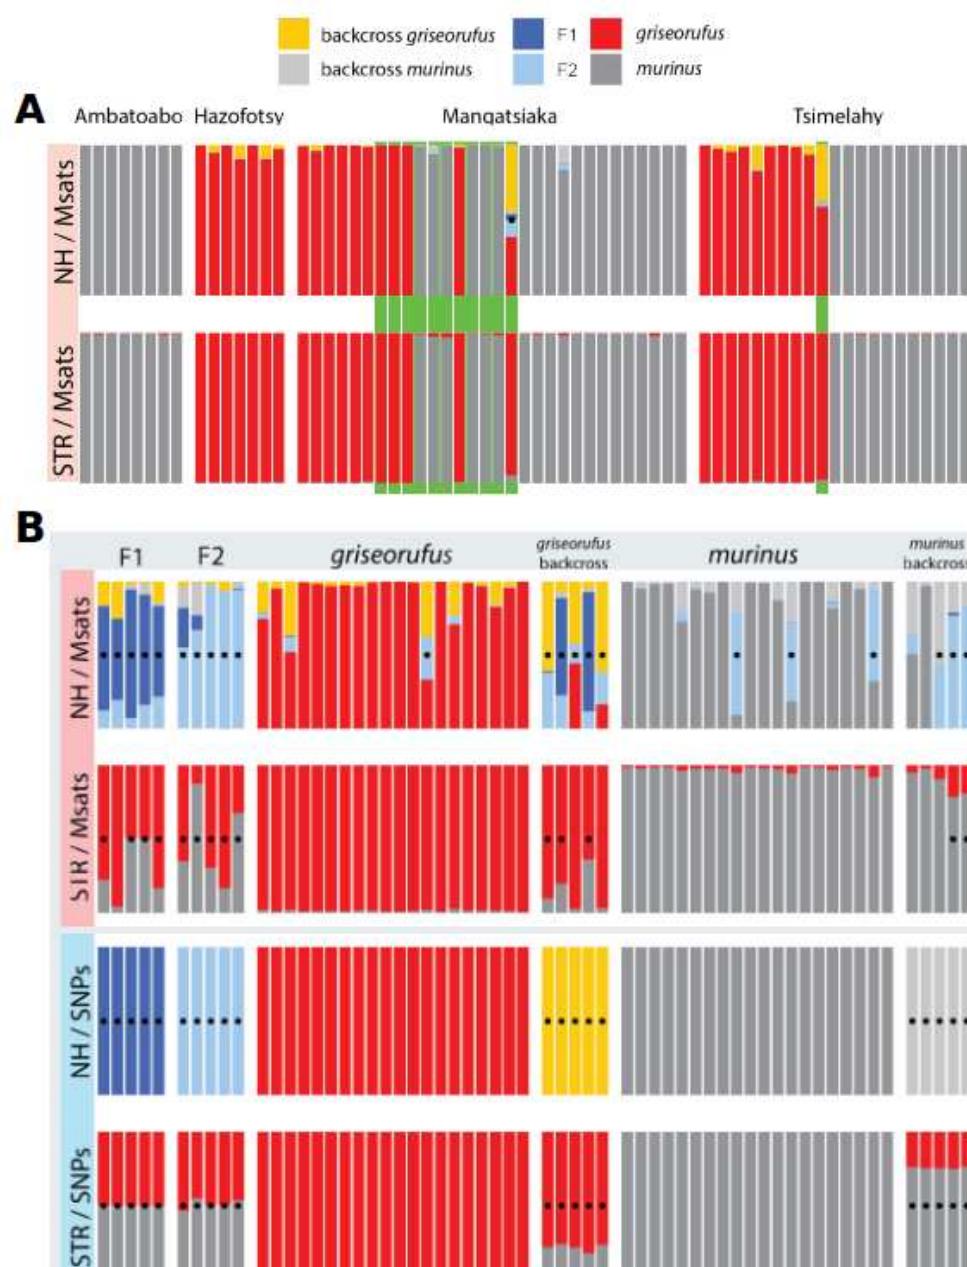 backcross griseorufus F1 griseorufus
backcross murinus F2 murinus
A
Ambatoabo Hazofotsy Mangatsiaka Tsimelahy
NH / Msats
STR / Msats
B
F1 F2 griseorufus griseorufus backcross murinus murinus backcross
NH / Msats
STR / Msats
NH / SNPs
STR / SNPs